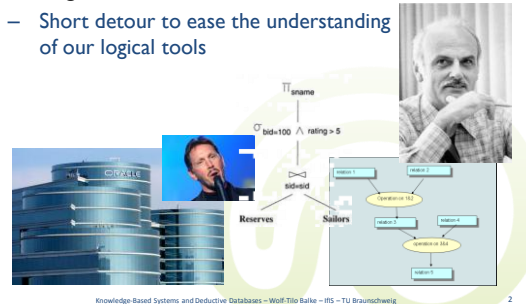 – Short detour to ease the understanding
of our logical tools
π sname
σ bid=100 ∧ rating > 5
⋈
sid=sid
Reserves Sailors
ORACLE
relation 1 relation 2
Operation on 1&2
relation 3 relation 4
operation on 3&4
relation 5
Knowledge-Based Systems and Deductive Databases – Wolf-Tilo Balke – IfIS – TU Braunschweig 2